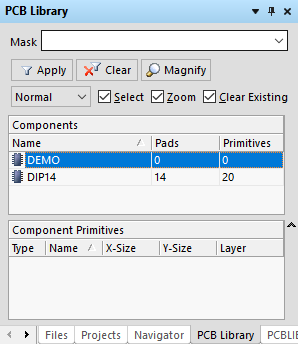 PCB Library
Mask
Apply Clear Magnify
Normal Select Zoom Clear Existing
Components
Name Pads Primitives
DEMO 0 0
DIP14 14 20
Component Primitives
Type Name X-Size Y-Size Layer
Files Projects Navigator PCB Library PCBLIB